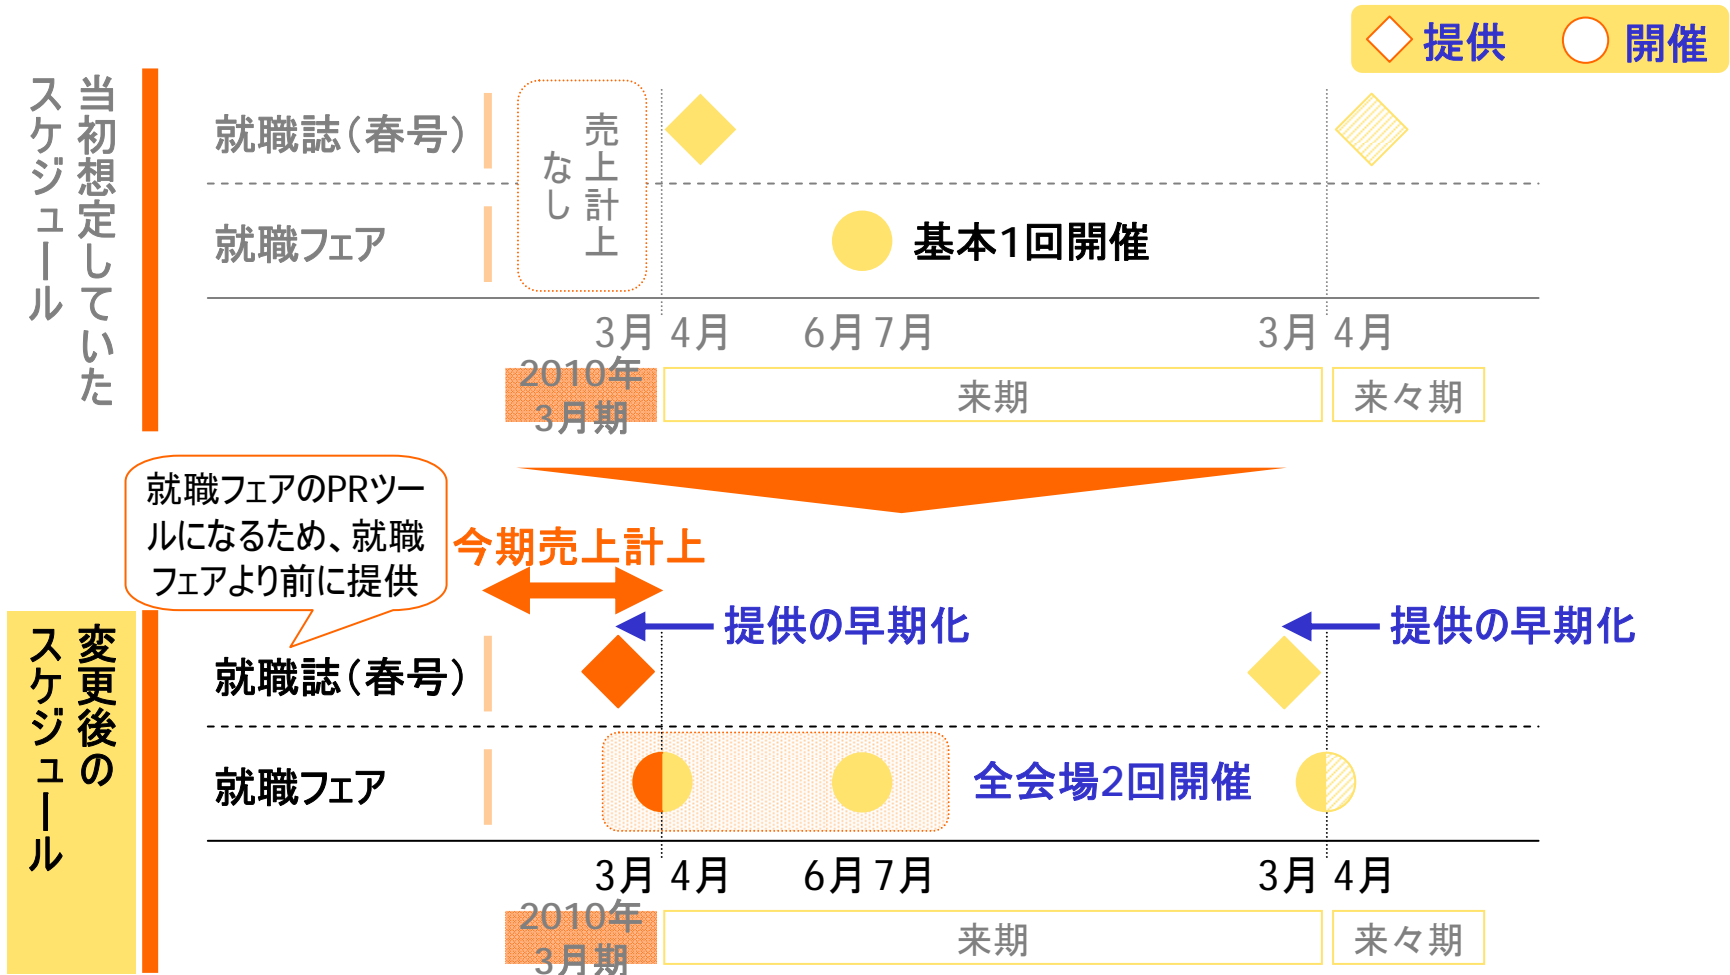 提供
開催
当初想定していた
スケジュール
就職誌（春号）
売上計上
なし
就職フェア
基本1回開催
3月 4月
6月 7月
3月 4月
2010年
3月期
来期
来々期
就職フェアのPRツー
ルになるため、就職
フェアより前に提供
今期売上計上
提供の早期化
提供の早期化
変更後の
スケジュール
就職誌（春号）
就職フェア
全会場2回開催
3月 4月
6月 7月
3月 4月
2010年
3月期
来期
来々期